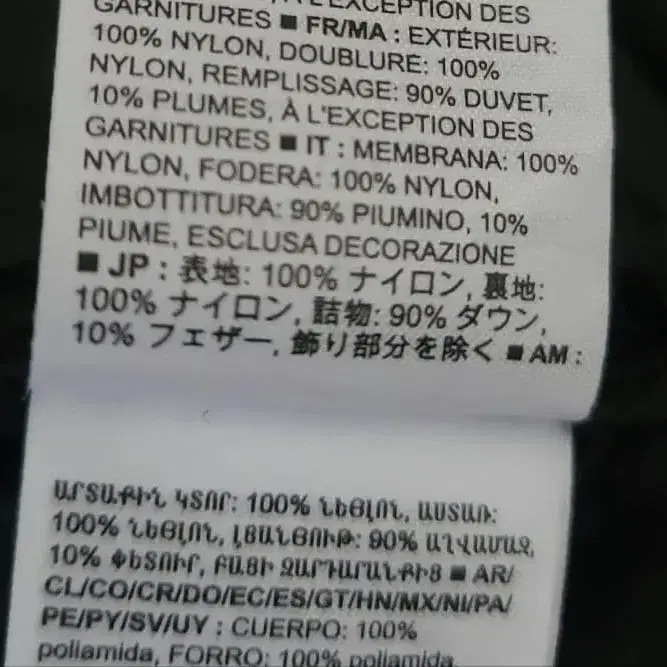 L'EXCEPTION DES
GARNITURES ■ FR/MA : EXTÉRIEUR:
100% NYLON, DOUBLURE: 100%
NYLON, REMPLISSAGE: 90% DUVET,
10% PLUMES, À L'EXCEPTION DES
GARNITURES ■ IT : MEMBRANA: 100%
NYLON, FODERA: 100% NYLON,
IMBOTTITURA: 90% PIUMINO, 10%
PIUME, ESCLUSA DECORAZIONE
■ JP : 表地: 100% ナイロン, 裏地:
100% ナイロン, 詰物: 90% ダウン,
10% フェザー, 飾り部分を除く ■ AM :
ԱՐՏԱՔԻՆ ԿՏՈՐ: 100% ՆԵՅԼՈՆ, ԱՍՏԱՌ:
100% ՆԵՅԼՈՆ, ԼՑԱՆՅՈՒԹ: 90% ԱՂՎԱՄԱԶ,
10% ՓԵՏՈՒՐ, ԲԱՑԻ ԶԱՐԴԱՐԱՆՔԻՑ ■ AR/
CL/CO/CR/DO/EC/ES/GT/HN/MX/NI/PA/
PE/PY/SV/UY : CUERPO: 100%
poliamida, FORRO: 100% poliamida,